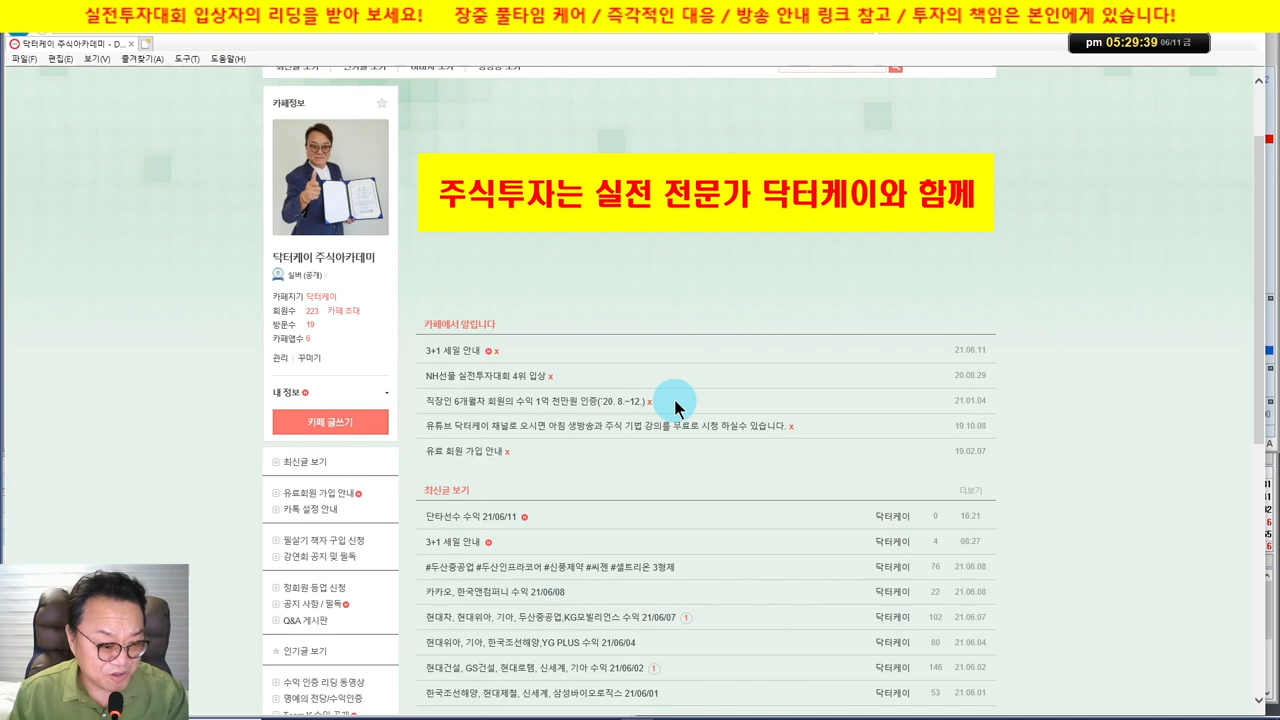 실전투자대회 입상자의 리딩을 받아 보세요! 장중 풀타임 케어 / 즉각적인 대응 / 방송 안내 링크 참고 / 투자의 책임은 본인에게 있습니다!
닥터케이 주식아카데미 - D...
pm 05:29:39 06/11 금
파일(F) 편집(E) 보기(V) 즐겨찾기(A) 도구(T) 도움말(H)
카페정보
주식투자는 실전 전문가 닥터케이와 함께
닥터케이 주식아카데미
실버 (공개)
카페지기 닥터케이
회원수 223 카페 초대
방문수 19
카페앱수 6
관리 꾸미기
내 정보
카페 글쓰기
최신글 보기
유료회원 가입 안내
카톡 설정 안내
필살기 책자 구입 신청
강연회 공지 및 필독
정회원 등업 신청
공지 사항 / 필독
Q&A 게시판
인기글 보기
수익 인증 리딩 동영상
명예의 전당/수익인증
카페에서 알립니다
3+1 세일 안내 21.06.11
NH선물 실전투자대회 4위 입상 20.08.29
직장인 6개월차 회원의 수익 1억 천만원 인증('20. 8.~12.) 21.01.04
유튜브 닥터케이 채널로 오시면 아침 생방송과 주식 기법 강의를 무료로 시청 하실수 있습니다. 19.10.08
유료 회원 가입 안내 19.02.07
최신글 보기 더보기
단타선수 수익 21/06/11 닥터케이 0 16:21
3+1 세일 안내 닥터케이 4 08:27
#두산중공업 #두산인프라코어 #신풍제약 #씨젠 #셀트리온 3형제 닥터케이 76 21.06.08
카카오, 한국맨컴퍼니 수익 21/06/08 닥터케이 22 21.06.08
현대자, 현대위아, 기아, 두산중공업,KG모빌리언스 수익 21/06/07 1 닥터케이 102 21.06.07
현대위아, 기아, 한국조선해양,YG PLUS 수익 21/06/04 닥터케이 80 21.06.04
현대건설, GS건설, 현대로템, 신세계, 기아 수익 21/06/02 1 닥터케이 146 21.06.02
한국조선해양, 현대제철, 신세계, 삼성바이오로직스 21/06/01 닥터케이 53 21.06.01